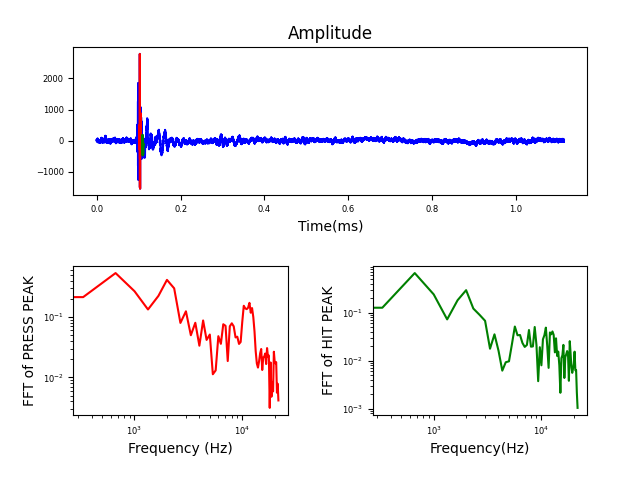 Amplitude
2000
1000
0
−1000
0.0 0.2 0.4 0.6 0.8 1.0
Time(ms)
FFT of PRESS PEAK
10⁻¹
10⁻²
10³ 10⁴
Frequency (Hz)
FFT of HIT PEAK
10⁻¹
10⁻²
10⁻³
10³ 10⁴
Frequency(Hz)